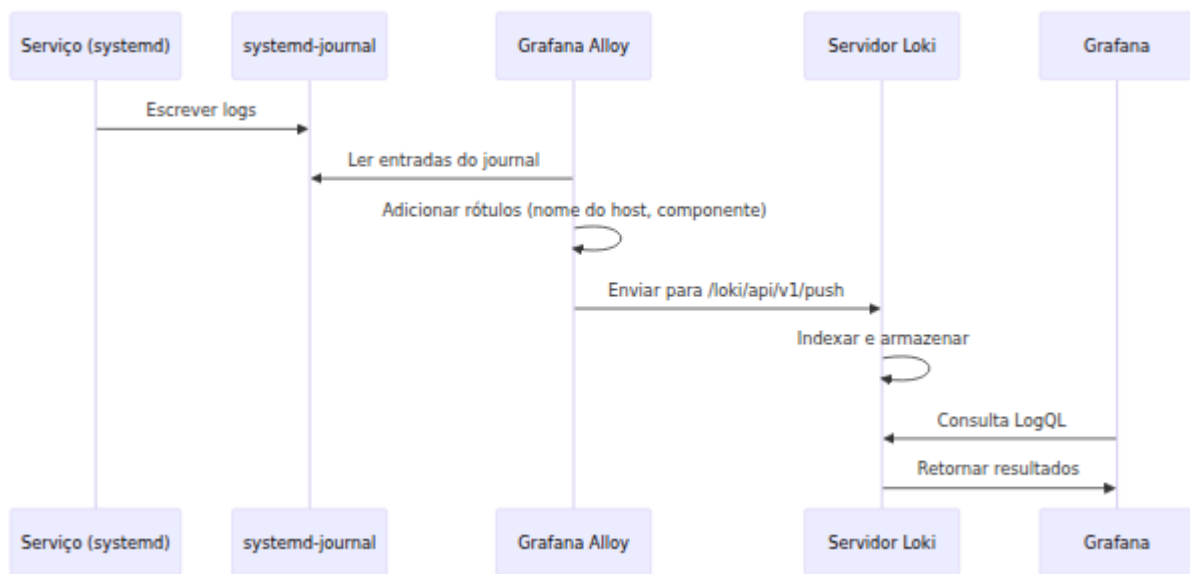 Serviço (systemd)
systemd-journal
Grafana Alloy
Servidor Loki
Grafana
Escrever logs
Ler entradas do journal
Adicionar rótulos (nome do host, componente)
Enviar para /loki/api/v1/push
Indexar e armazenar
Consulta LogQL
Retornar resultados
Serviço (systemd)
systemd-journal
Grafana Alloy
Servidor Loki
Grafana